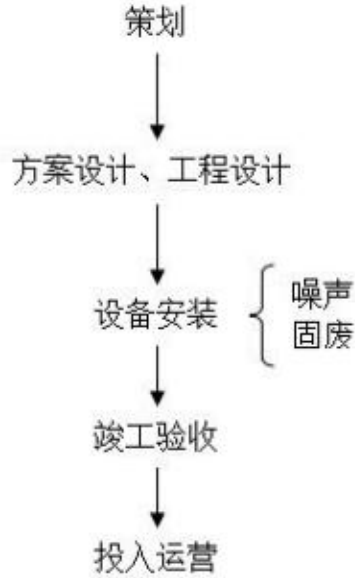 策划
方案设计、工程设计
设备安装
噪声
固废
竣工验收
投入运营